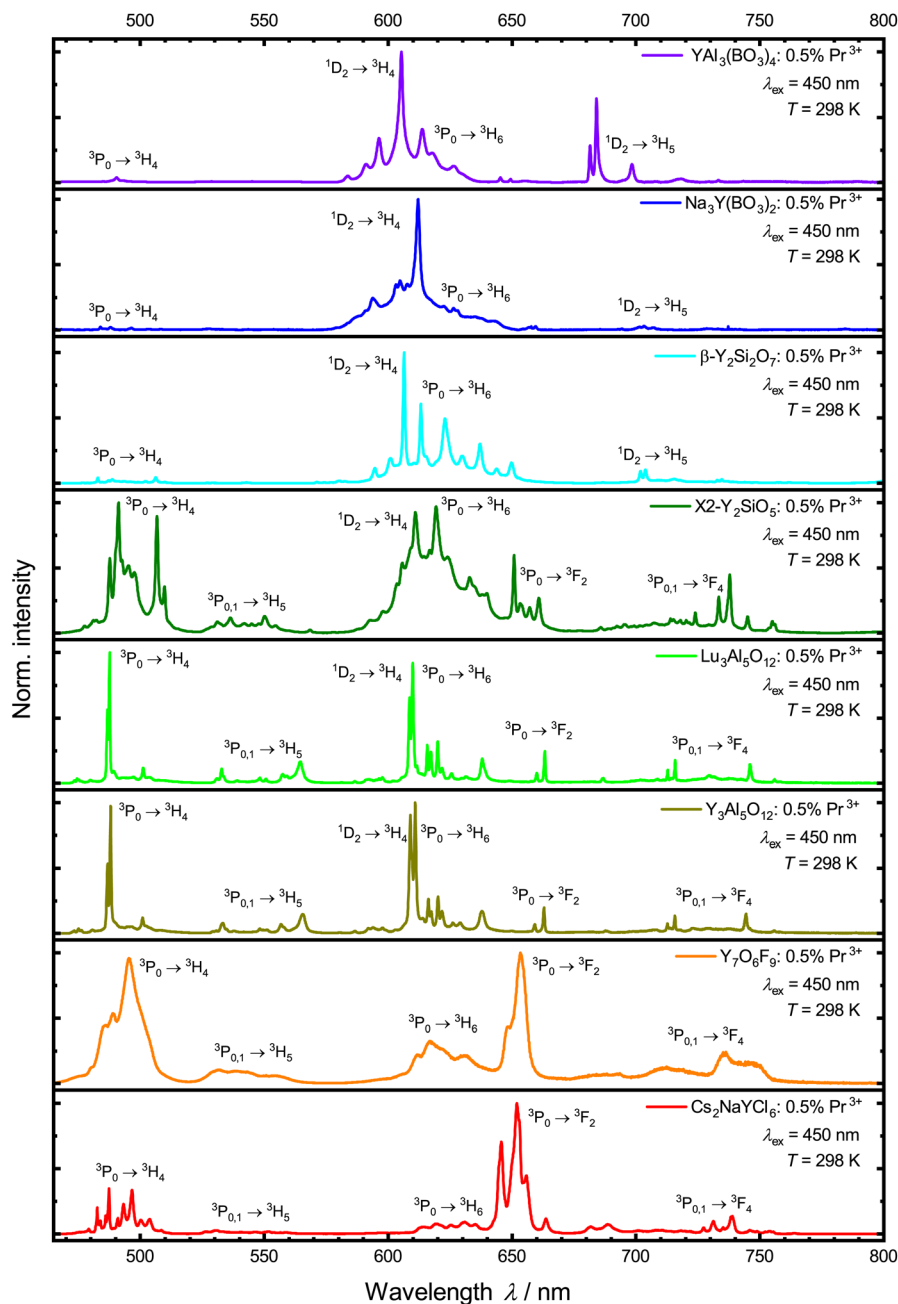 500 550 600 650 700 750 800
YAl₃(BO₃)₄: 0.5% Pr³⁺
λex = 450 nm
T = 298 K
¹D₂ → ³H₄
³P₀ → ³H₆
¹D₂ → ³H₅
³P₀ → ³H₄
Na₃Y(BO₃)₂: 0.5% Pr³⁺
λex = 450 nm
T = 298 K
¹D₂ → ³H₄
³P₀ → ³H₆
¹D₂ → ³H₅
³P₀ → ³H₄
β-Y₂Si₂O₇: 0.5% Pr³⁺
λex = 450 nm
T = 298 K
¹D₂ → ³H₄
³P₀ → ³H₆
³P₀ → ³H₄
¹D₂ → ³H₅
X2-Y₂SiO₅: 0.5% Pr³⁺
λex = 450 nm
T = 298 K
³P₀ → ³H₄
³P₀ → ³H₆
¹D₂ → ³H₄
³P₀ → ³F₂
³P₀,₁ → ³F₄
³P₀,₁ → ³H₅
Norm. intensity
Lu₃Al₅O₁₂: 0.5% Pr³⁺
λex = 450 nm
T = 298 K
³P₀ → ³H₄
¹D₂ → ³H₄
³P₀ → ³H₆
³P₀ → ³F₂
³P₀,₁ → ³H₅
³P₀,₁ → ³F₄
Y₃Al₅O₁₂: 0.5% Pr³⁺
λex = 450 nm
T = 298 K
³P₀ → ³H₄
¹D₂ → ³H₄
³P₀ → ³H₆
³P₀,₁ → ³H₅
³P₀ → ³F₂
³P₀,₁ → ³F₄
Y₇O₆F₉: 0.5% Pr³⁺
λex = 450 nm
T = 298 K
³P₀ → ³H₄
³P₀ → ³F₂
³P₀ → ³H₆
³P₀,₁ → ³F₄
³P₀,₁ → ³H₅
Cs₂NaYCl₆: 0.5% Pr³⁺
λex = 450 nm
T = 298 K
³P₀ → ³F₂
³P₀ → ³H₄
³P₀,₁ → ³H₅
³P₀ → ³H₆
³P₀,₁ → ³F₄
500 550 600 650 700 750 800
Wavelength λ / nm